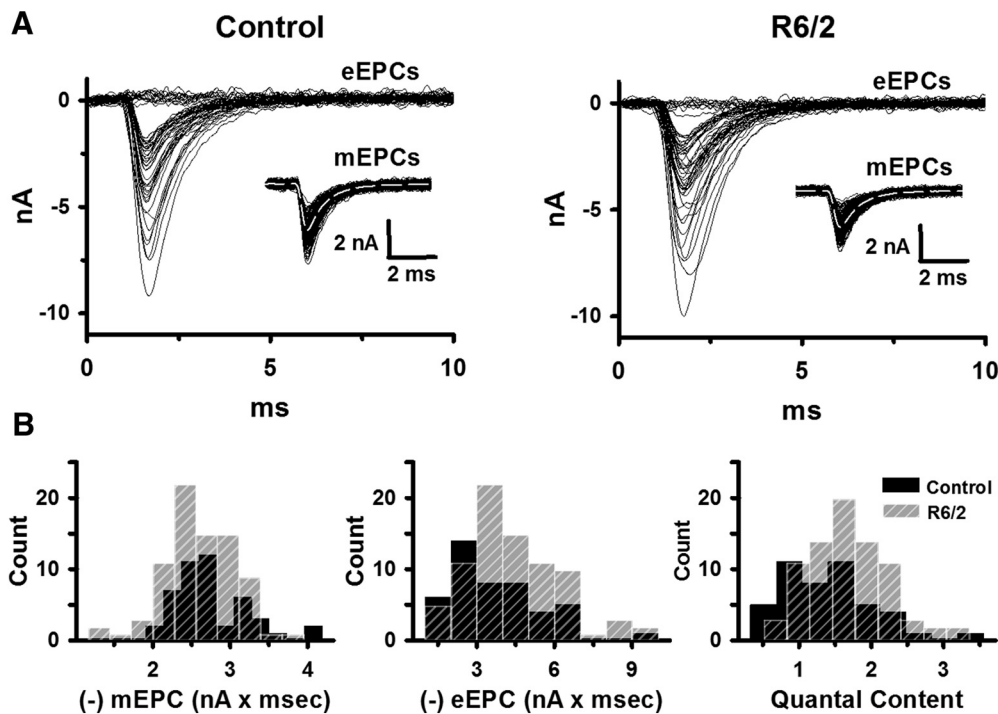 A
Control
R6/2
eEPCs
mEPCs
2 nA
2 ms
0
-5
-10
nA
0
5
10
ms
eEPCs
mEPCs
2 nA
2 ms
0
-5
-10
nA
0
5
10
ms
B
Count
20
10
0
2
3
4
(-) mEPC (nA x msec)
Count
20
10
0
3
6
9
(-) eEPC (nA x msec)
Count
20
10
0
1
2
3
Quantal Content
Control
R6/2